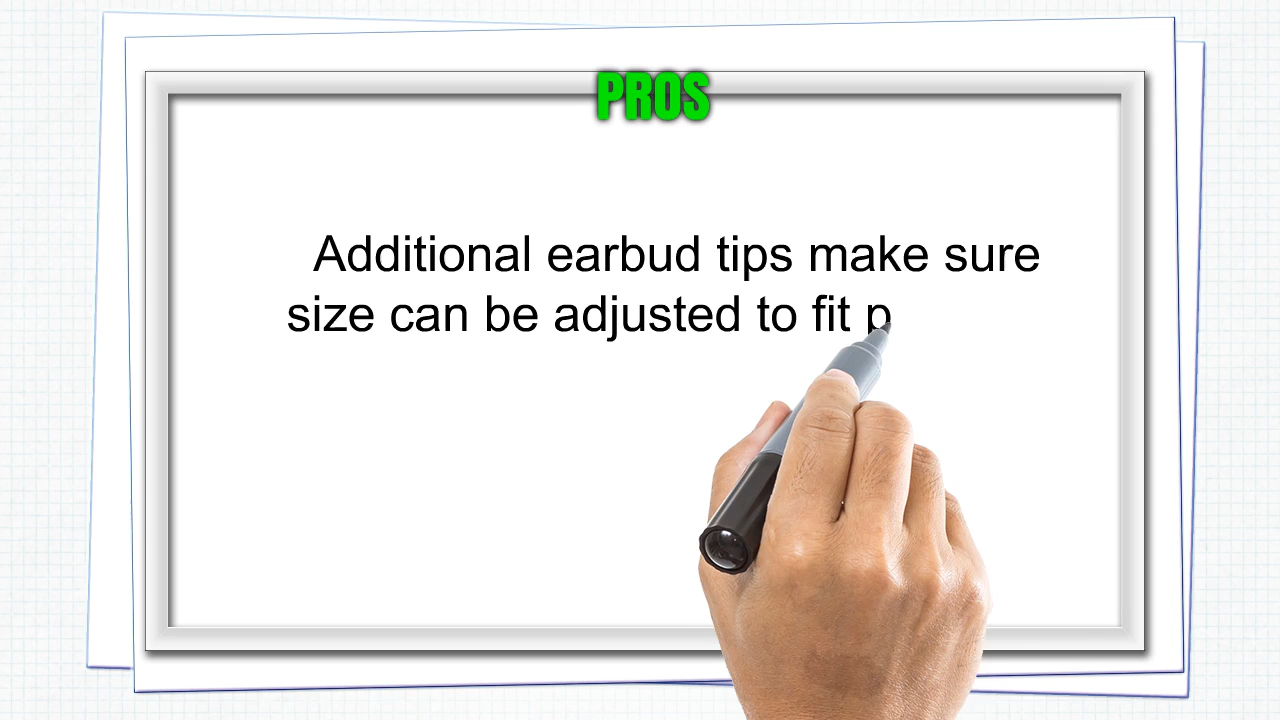 PROS
Additional earbud tips make sure
size can be adjusted to fit p